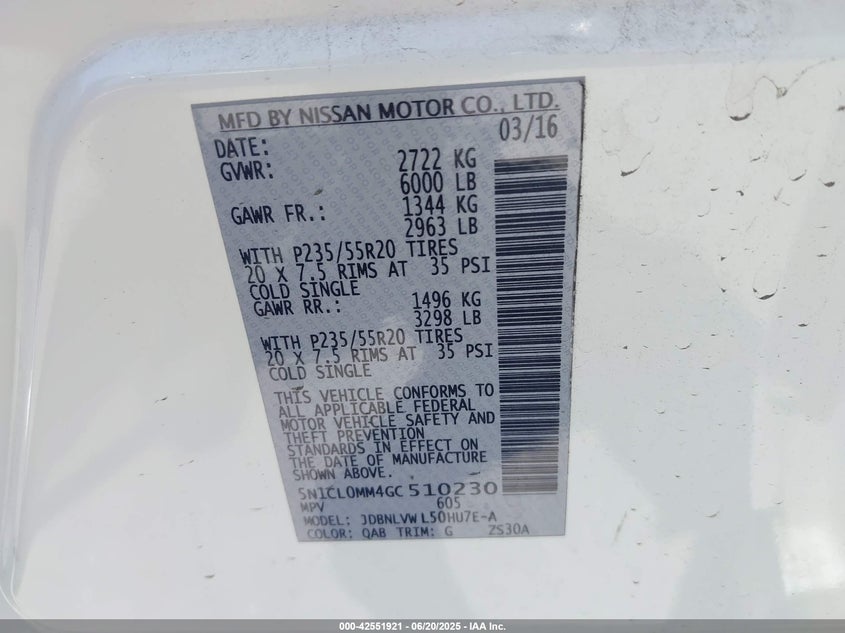 MFD BY NISSAN MOTOR CO., LTD.
DATE: 03/16
GVWR: 2722 KG
6000 LB
GAWR FR.: 1344 KG
2963 LB
WITH P235/55R20 TIRES
20 X 7.5 RIMS AT 35 PSI
COLD SINGLE
GAWR RR.: 1496 KG
3298 LB
WITH P235/55R20 TIRES
20 X 7.5 RIMS AT 35 PSI
COLD SINGLE
THIS VEHICLE CONFORMS TO
ALL APPLICABLE FEDERAL
MOTOR VEHICLE SAFETY AND
THEFT PREVENTION
STANDARDS IN EFFECT ON
THE DATE OF MANUFACTURE
SHOWN ABOVE.
5N1CL0MM4GC510230
MPV 605
MODEL: JDBNLVW L50HU7E-A
COLOR: QAB TRIM: G ZS30A
000-42551921 - 06/20/2025 - IAA Inc.